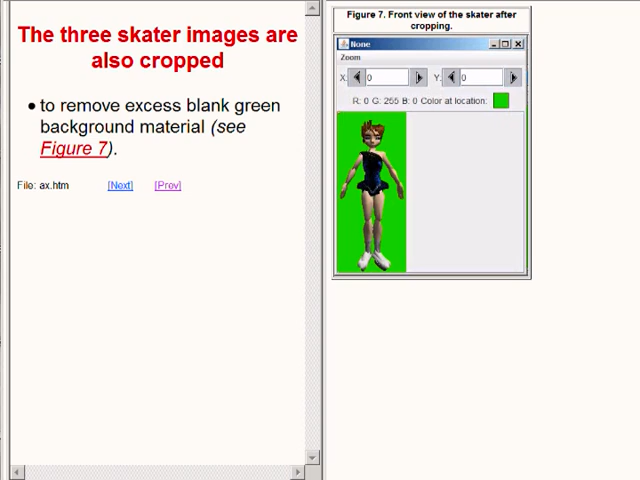 The three skater images are
also cropped
● to remove excess blank green
background material (see
Figure 7).
File: ax.htm [Next] [Prev]
Figure 7. Front view of the skater after
cropping.
None
Zoom
X: 0 Y: 0
R: 0 G: 255 B: 0 Color at location: